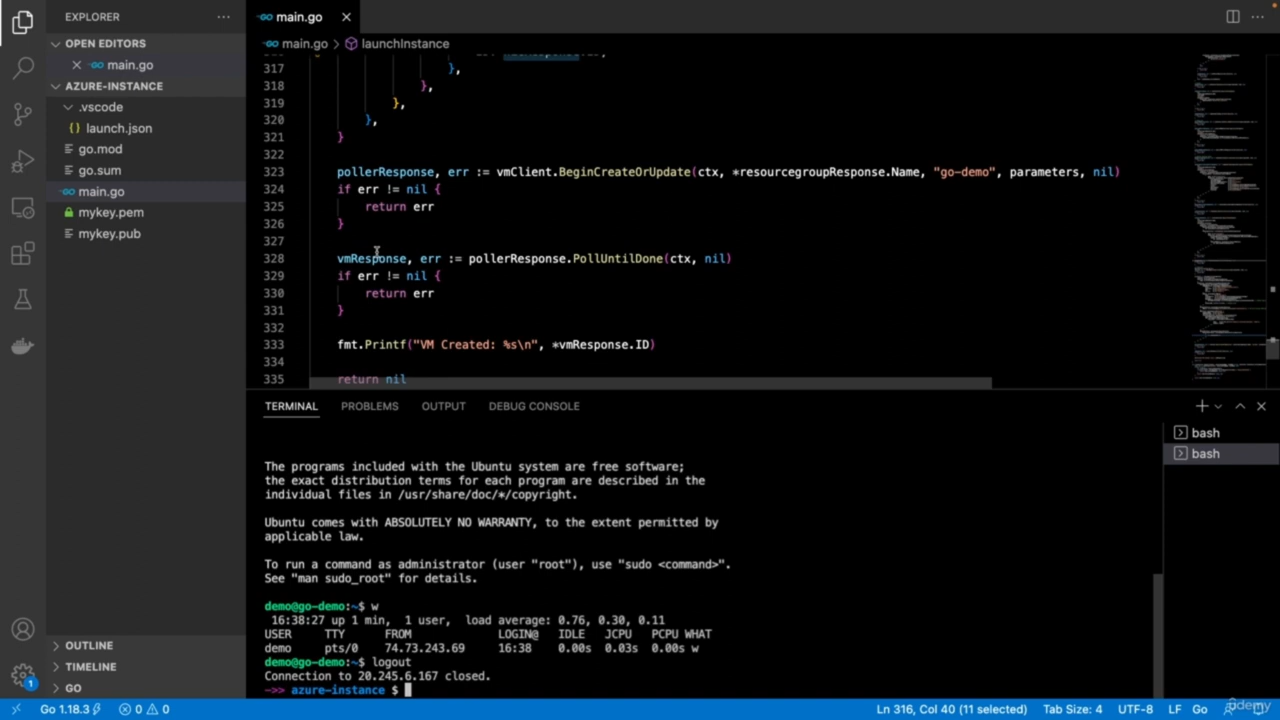 EXPLORER
OPEN EDITORS
main.go
AZURE-INSTANCE
.vscode
{} launch.json
go.mod
go.sum
main.go
mykey.pem
mykey.pub
OUTLINE
TIMELINE
GO
main.go
main.go > launchInstance
317 },
318 },
319 },
320 },
321 }
322
323 pollerResponse, err := vmClient.BeginCreateOrUpdate(ctx, *resourcegroupResponse.Name, "go-demo", parameters, nil)
324 if err != nil {
325 return err
326 }
327
328 vmResponse, err := pollerResponse.PollUntilDone(ctx, nil)
329 if err != nil {
330 return err
331 }
332
333 fmt.Printf("VM Created: %s\n", *vmResponse.ID)
334
335 return nil
TERMINAL PROBLEMS OUTPUT DEBUG CONSOLE
bash
bash
The programs included with the Ubuntu system are free software;
the exact distribution terms for each program are described in the
individual files in /usr/share/doc/*/copyright.
Ubuntu comes with ABSOLUTELY NO WARRANTY, to the extent permitted by
applicable law.
To run a command as administrator (user "root"), use "sudo <command>".
See "man sudo_root" for details.
demo@go-demo:~$ w
16:38:27 up 1 min, 1 user, load average: 0.76, 0.30, 0.11
USER TTY FROM LOGIN@ IDLE JCPU PCPU WHAT
demo pts/0 74.73.243.69 16:38 0.00s 0.03s 0.00s w
demo@go-demo:~$ logout
Connection to 20.245.6.167 closed.
->> azure-instance $
1
Go 1.18.3 0 0 Ln 316, Col 40 (11 selected) Tab Size: 4 UTF-8 LF Go
udemy